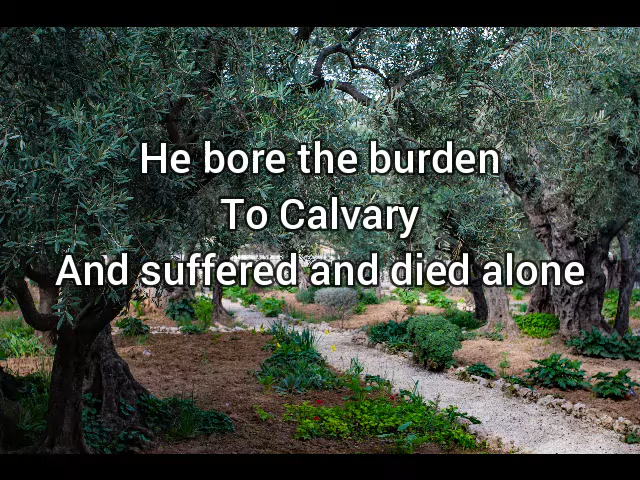 He bore the burden
To Calvary
And suffered and died alone